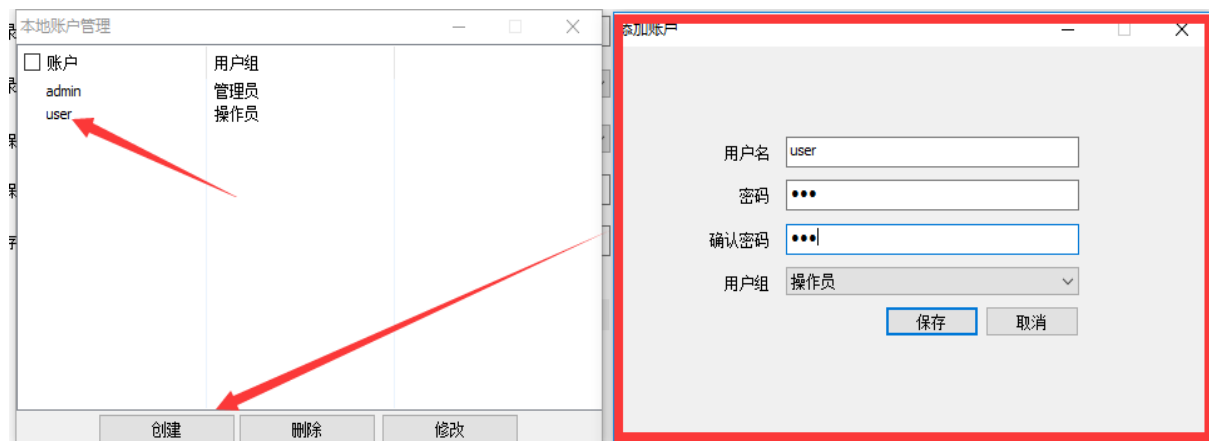 本地账户管理
账户 用户组
admin 管理员
user 操作员
创建 删除 修改
添加账户
用户名 user
密码 •••
确认密码 •••
用户组 操作员
保存 取消